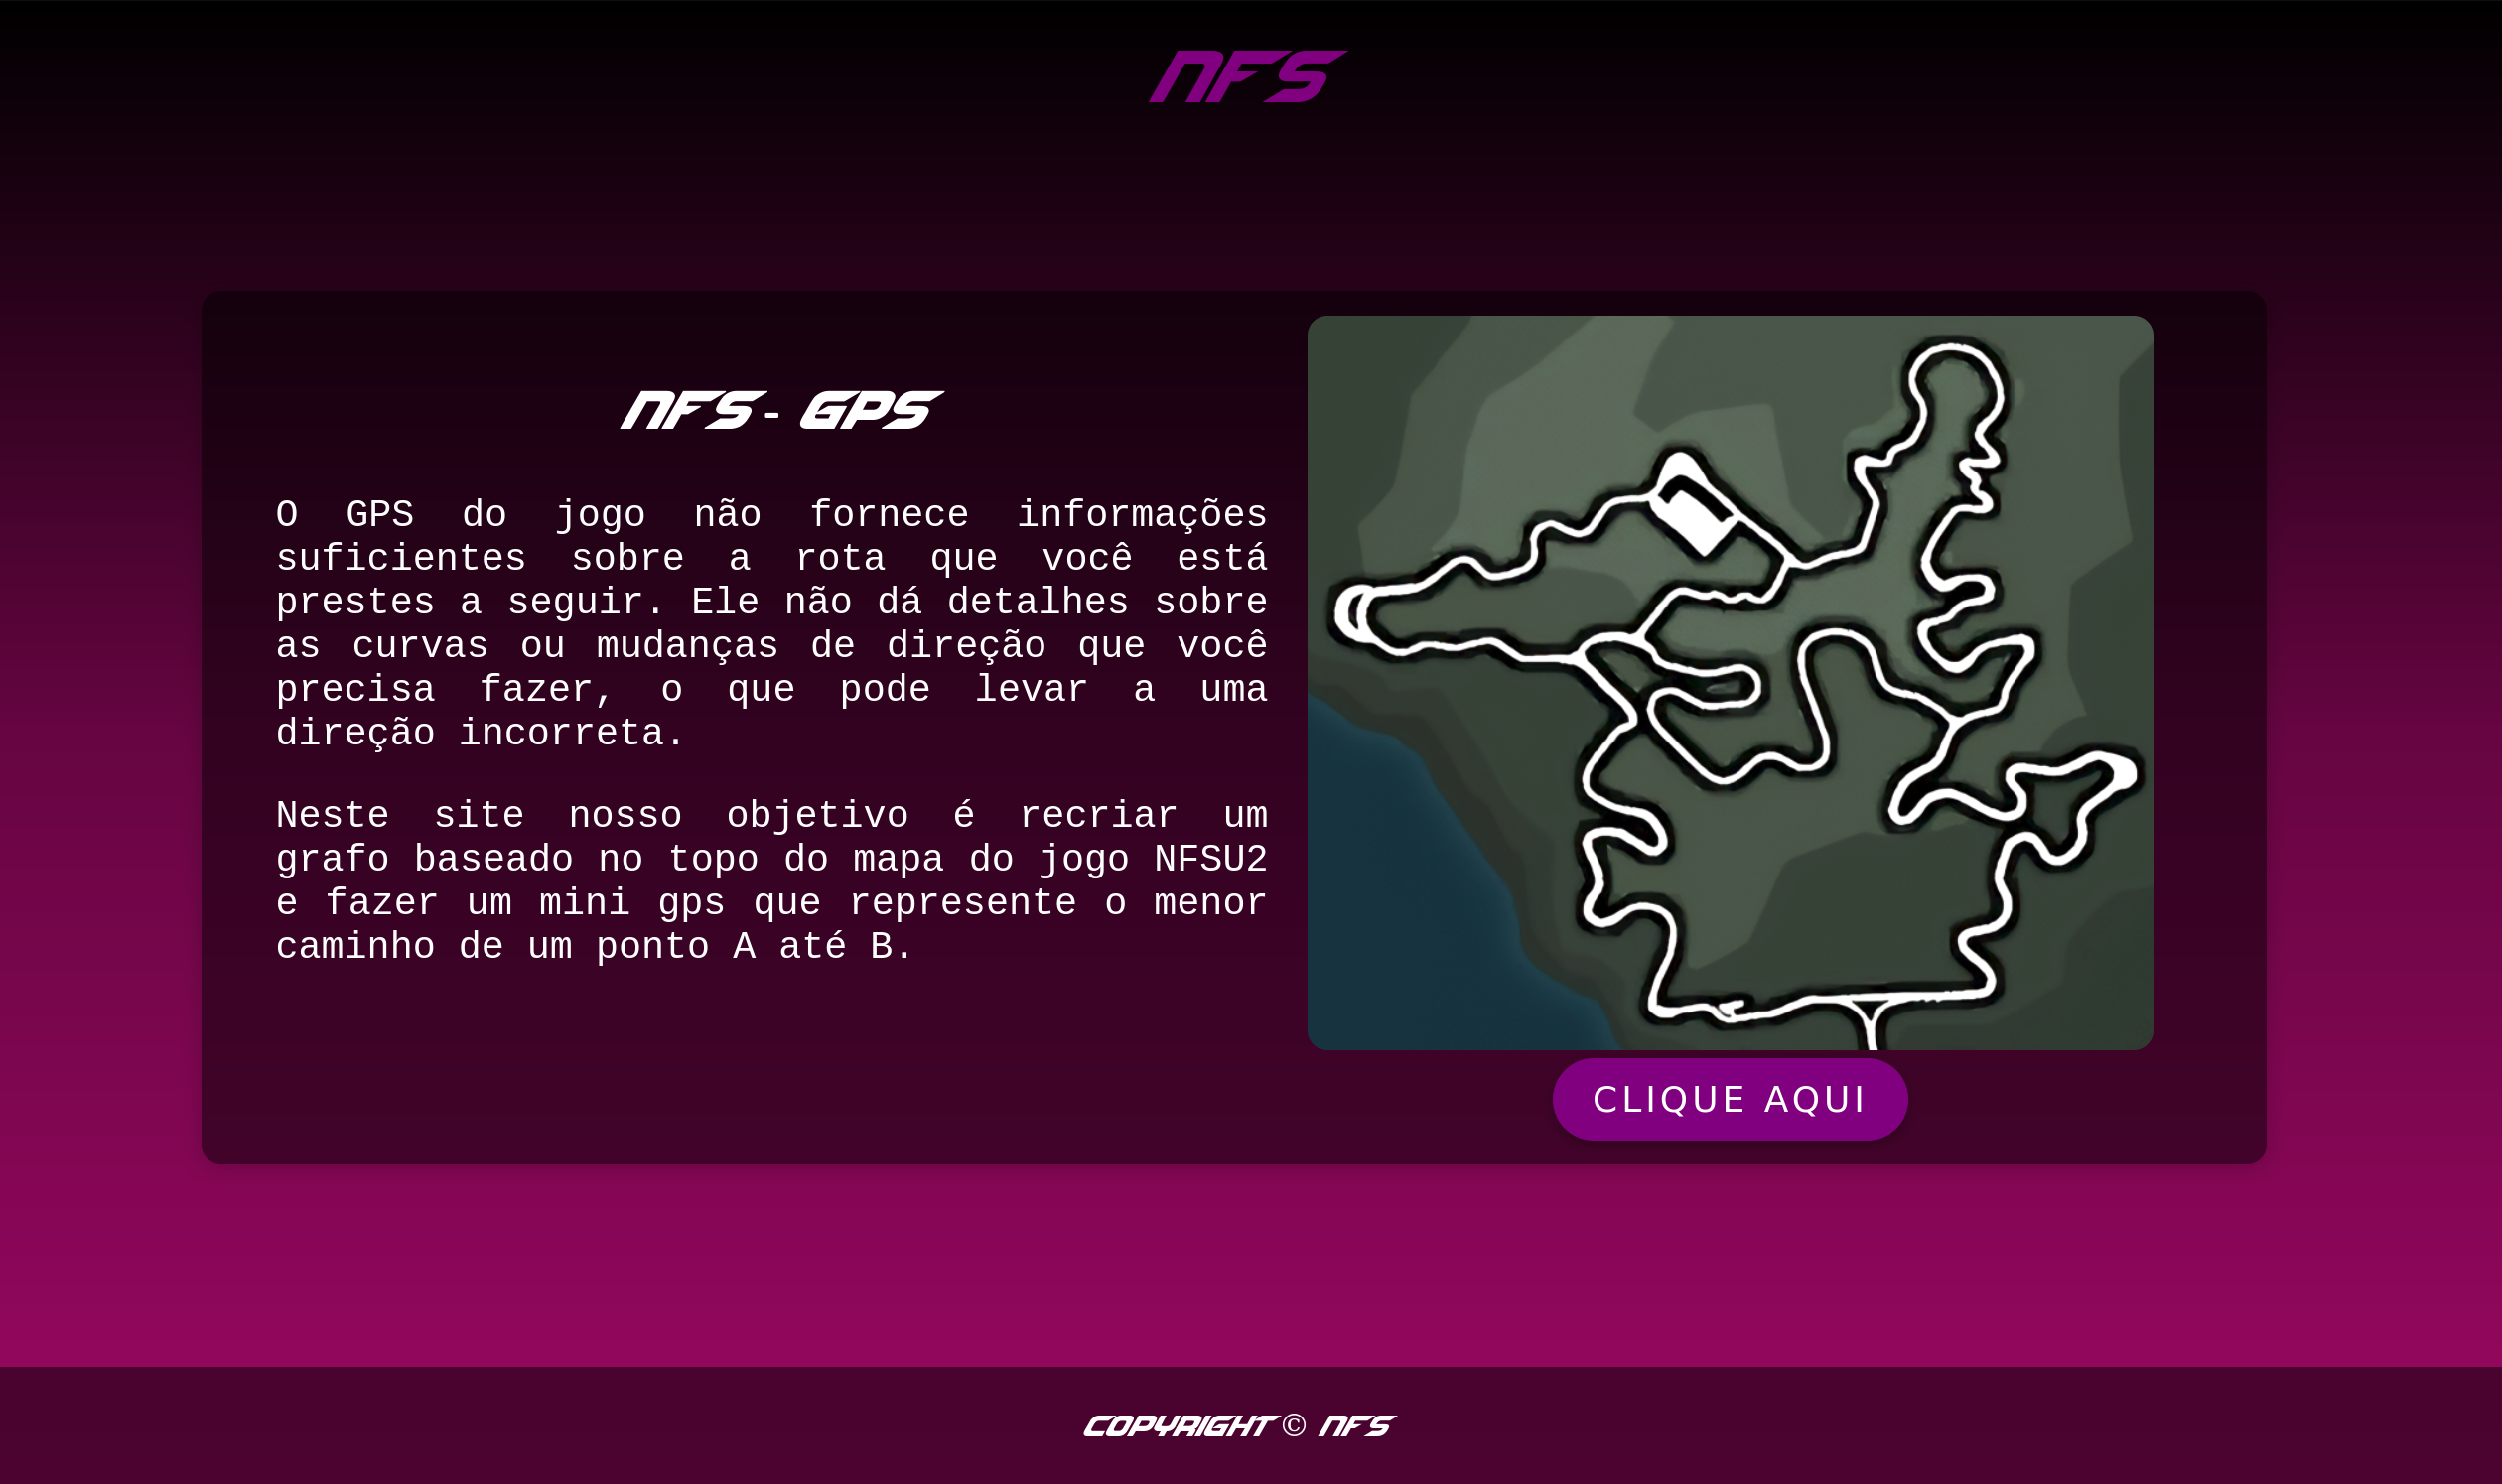 NFS
NFS - GPS
O GPS do jogo não fornece informações
suficientes sobre a rota que você está
prestes a seguir. Ele não dá detalhes sobre
as curvas ou mudanças de direção que você
precisa fazer, o que pode levar a uma
direção incorreta.
Neste site nosso objetivo é recriar um
grafo baseado no topo do mapa do jogo NFSU2
e fazer um mini gps que represente o menor
caminho de um ponto A até B.
CLIQUE AQUI
COPYRIGHT © NFS